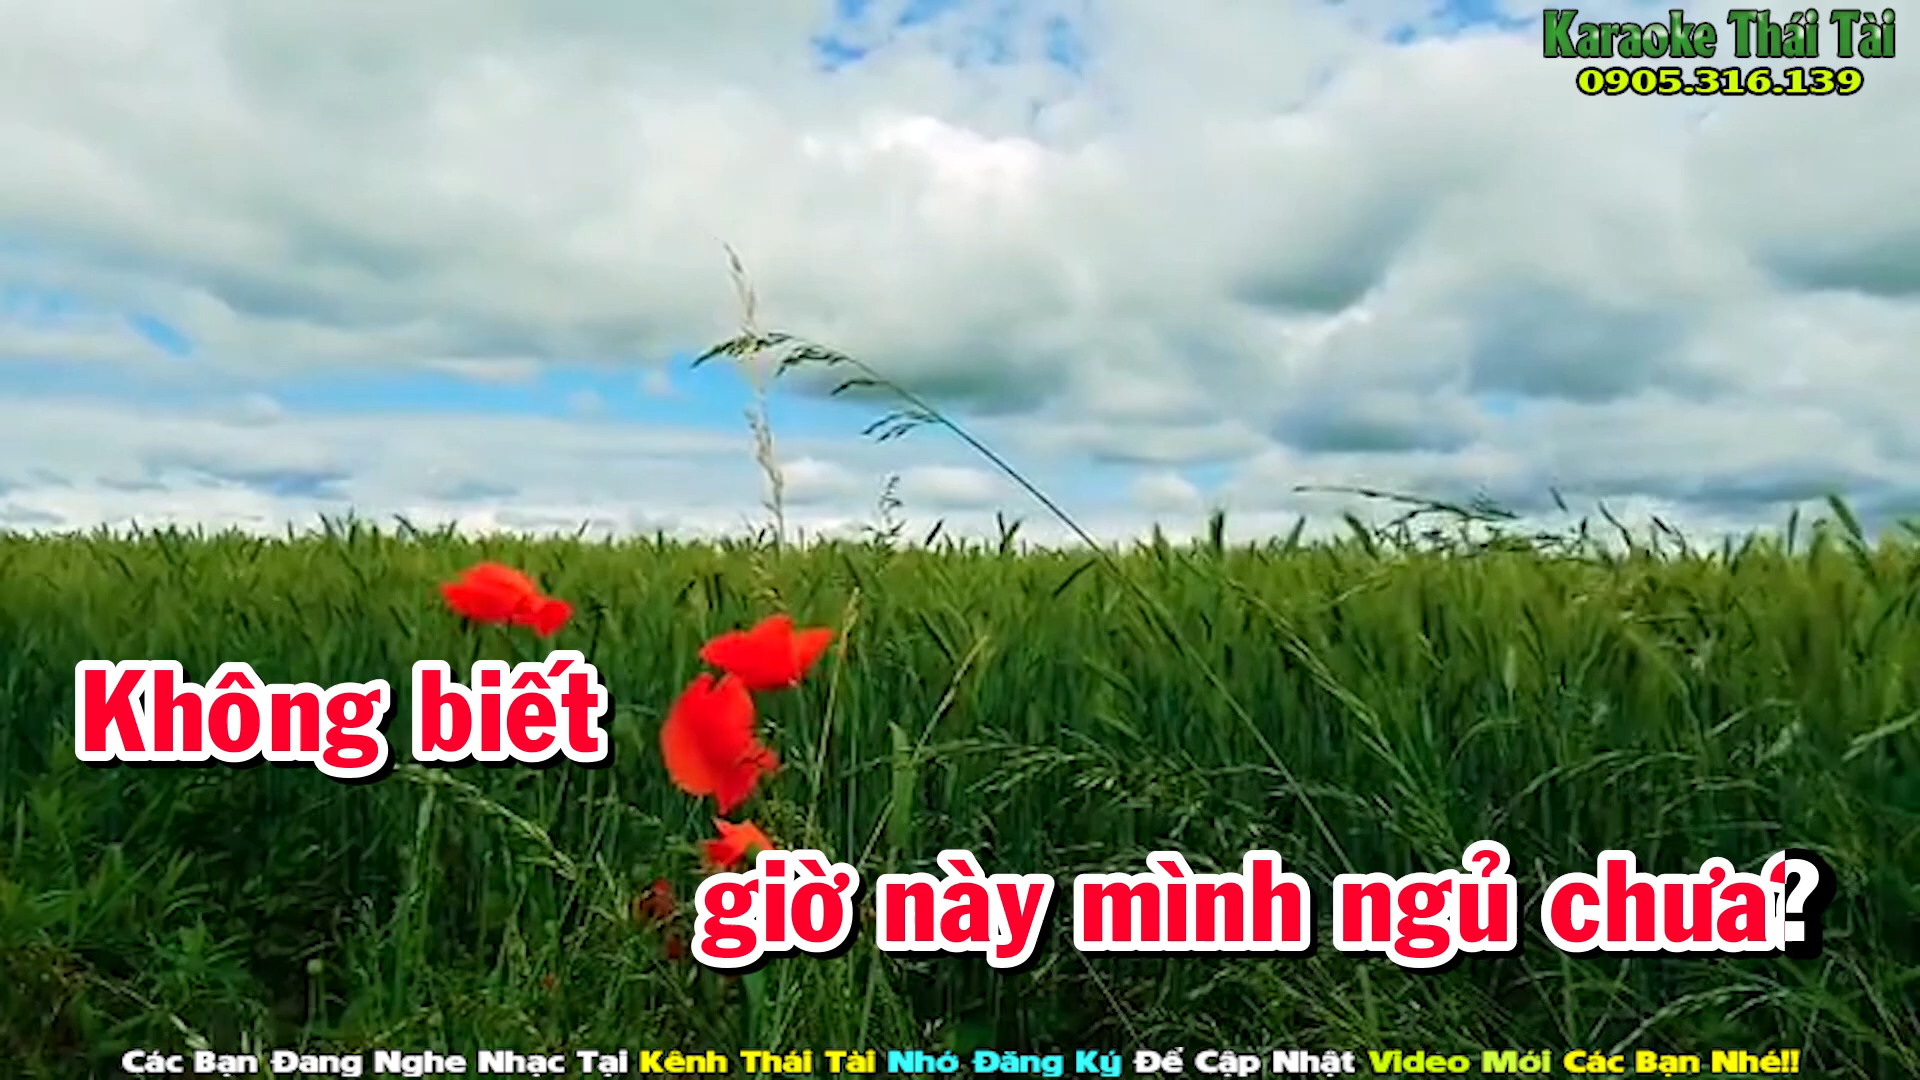 Karaoke Thái Tài
0905.316.139
Không biết
giờ này mình ngủ chưa?
Các Bạn Đang Nghe Nhạc Tại Kênh Thái Tài Nhớ Đăng Ký Để Cập Nhật Video Mới Các Bạn Nhé!!